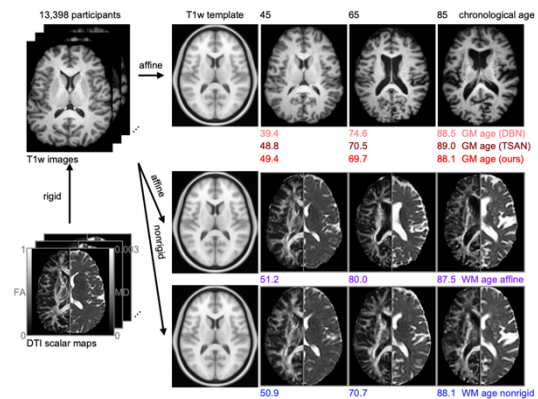 13,398 participants
T1w template 45 65 85 chronological age
affine
39.4 74.6 88.5 GM age (DBN)
48.8 70.5 89.0 GM age (TSAN)
49.4 69.7 88.1 GM age (ours)
T1w images
rigid
affine
nonrigid
1 0.003
FA MD
0 0
DTI scalar maps
51.2 80.0 87.5 WM age affine
50.9 70.7 88.1 WM age nonrigid